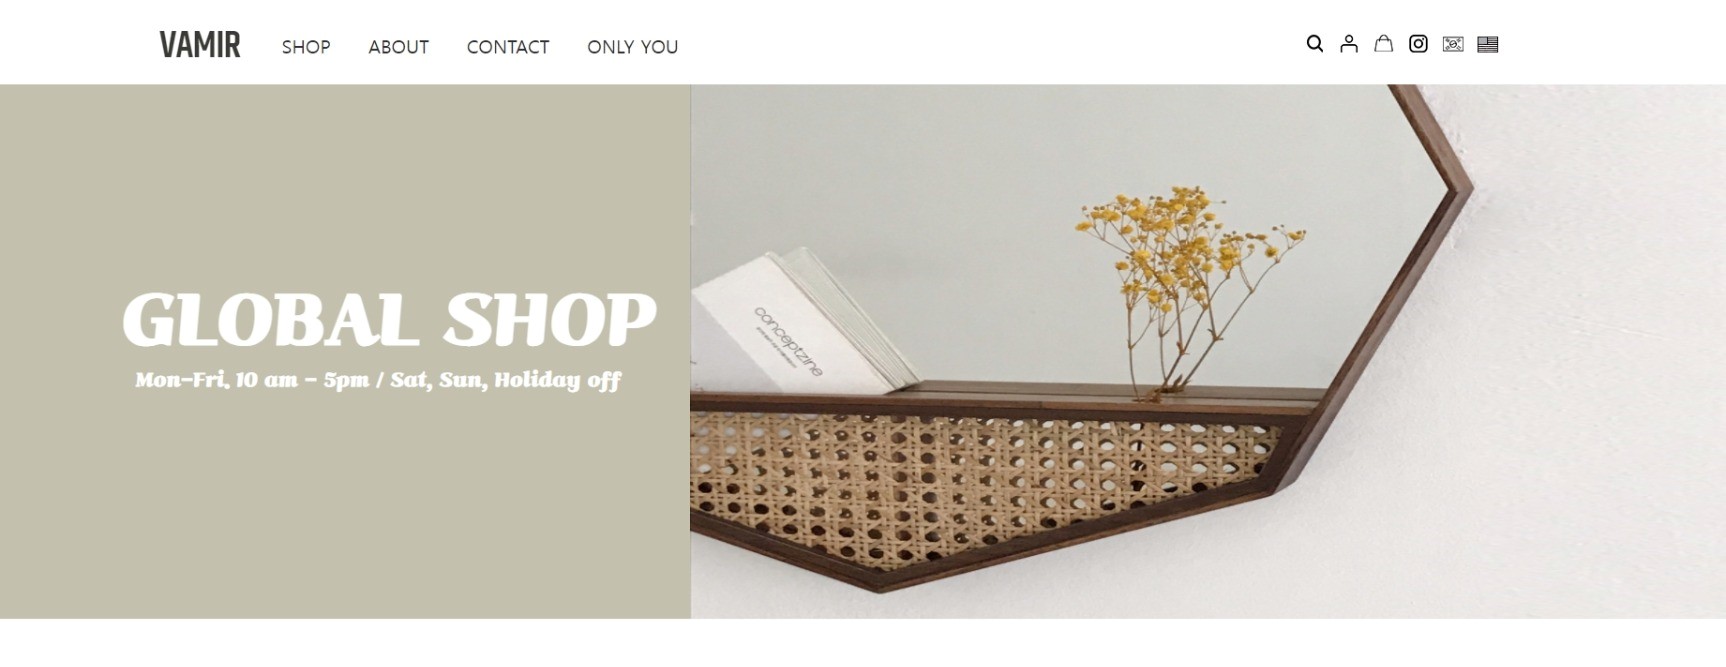 VAMIR SHOP ABOUT CONTACT ONLY YOU
GLOBAL SHOP
Mon-Fri. 10 am - 5pm / Sat, Sun, Holiday off
conceptzine